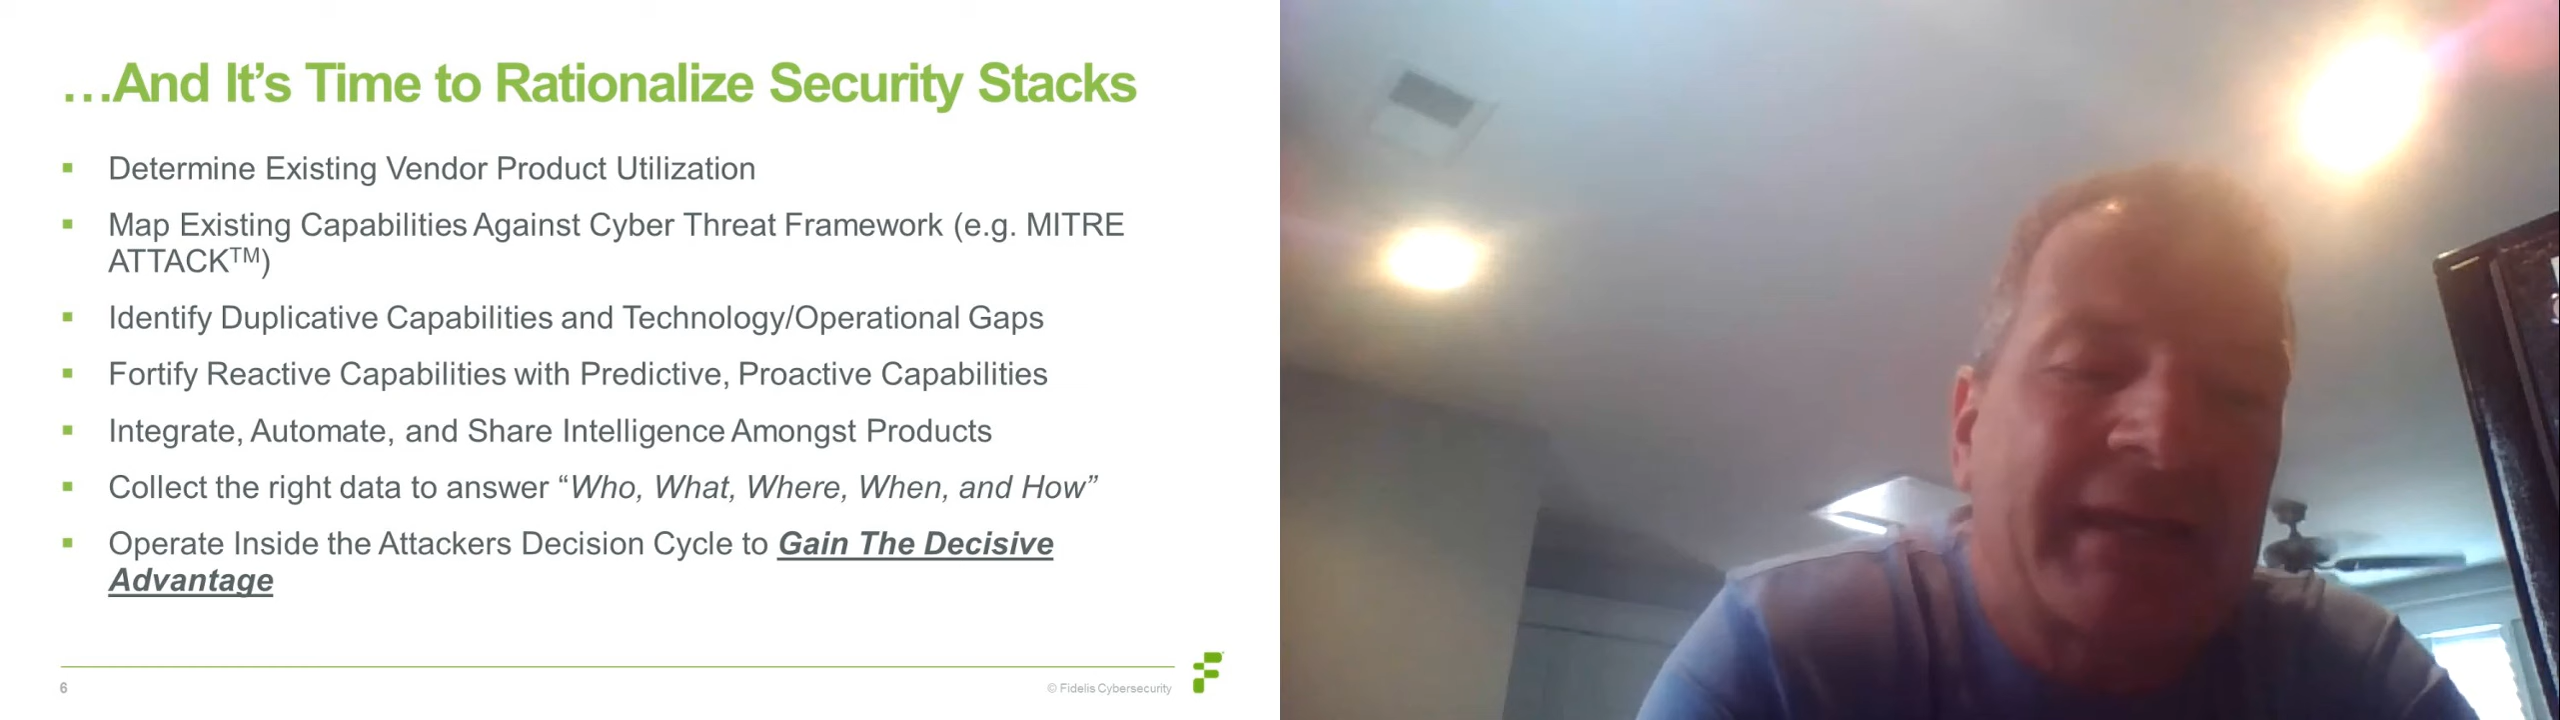 …And It’s Time to Rationalize Security Stacks
▪ Determine Existing Vendor Product Utilization
▪ Map Existing Capabilities Against Cyber Threat Framework (e.g. MITRE
ATTACK™)
▪ Identify Duplicative Capabilities and Technology/Operational Gaps
▪ Fortify Reactive Capabilities with Predictive, Proactive Capabilities
▪ Integrate, Automate, and Share Intelligence Amongst Products
▪ Collect the right data to answer “Who, What, Where, When, and How”
▪ Operate Inside the Attackers Decision Cycle to Gain The Decisive
Advantage
6
© Fidelis Cybersecurity